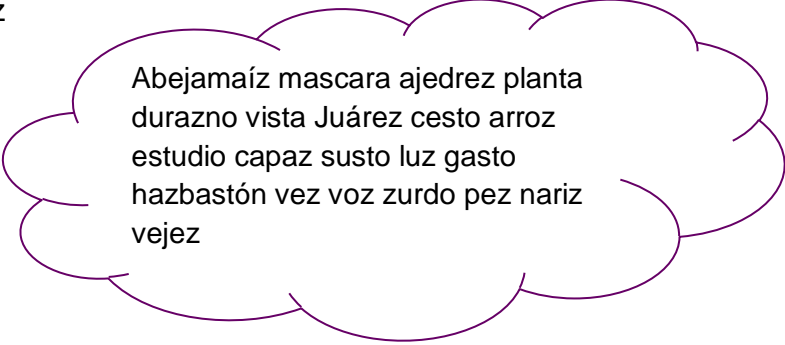 z
Abejamaíz mascara ajedrez planta
durazno vista Juárez cesto arroz
estudio capaz susto luz gasto
hazbastón vez voz zurdo pez nariz
vejez